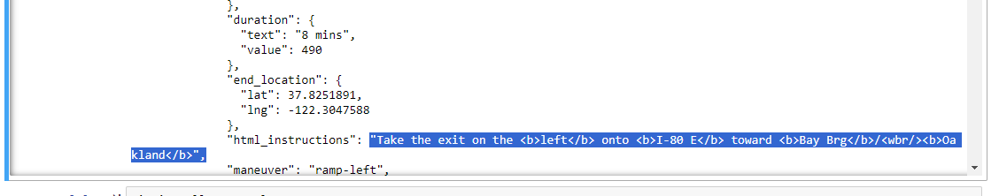 },
"duration": {
"text": "8 mins",
"value": 490
},
"end_location": {
"lat": 37.8251891,
"lng": -122.3047588
},
"html_instructions": "Take the exit on the <b>left</b> onto <b>I-80 E</b> toward <b>Bay Brg</b>/<wbr/><b>Oa
kland</b>",
"maneuver": "ramp-left",